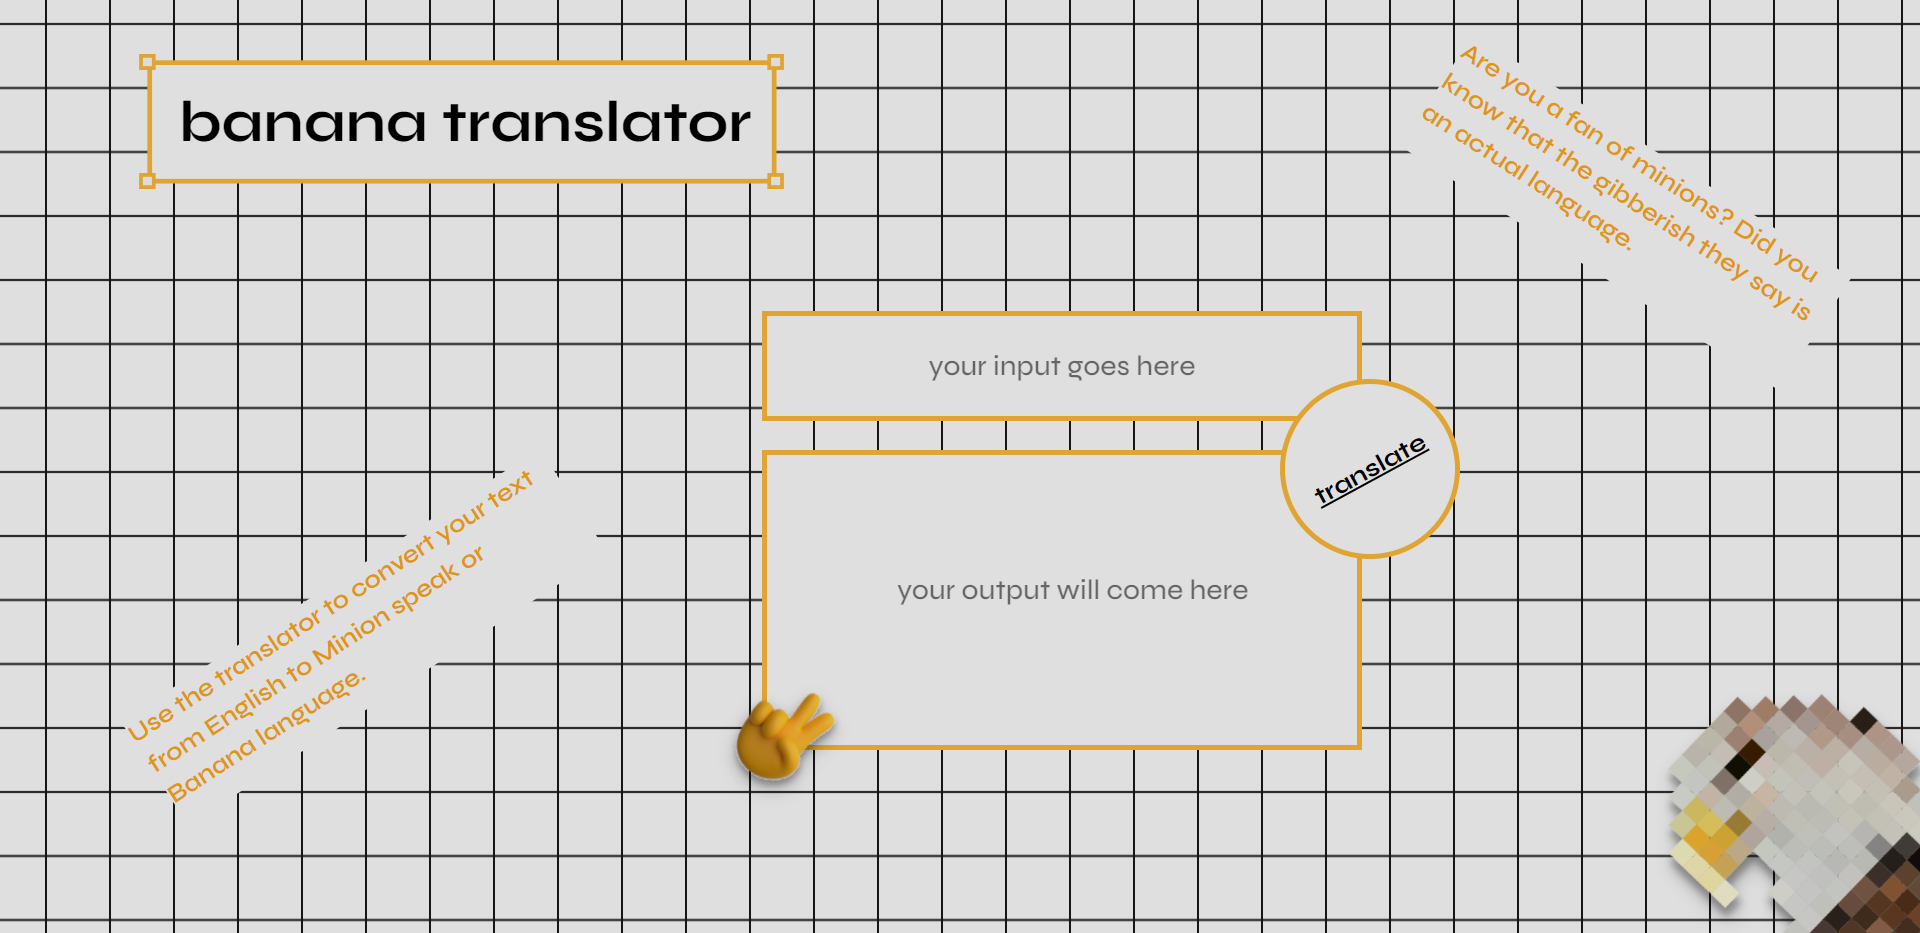 banana translator
Are you a fan of minions? Did you
know that the gibberish they say is
an actual language.
your input goes here
translate
your output will come here
Use the translator to convert your text
from English to Minion speak or
Banana language.